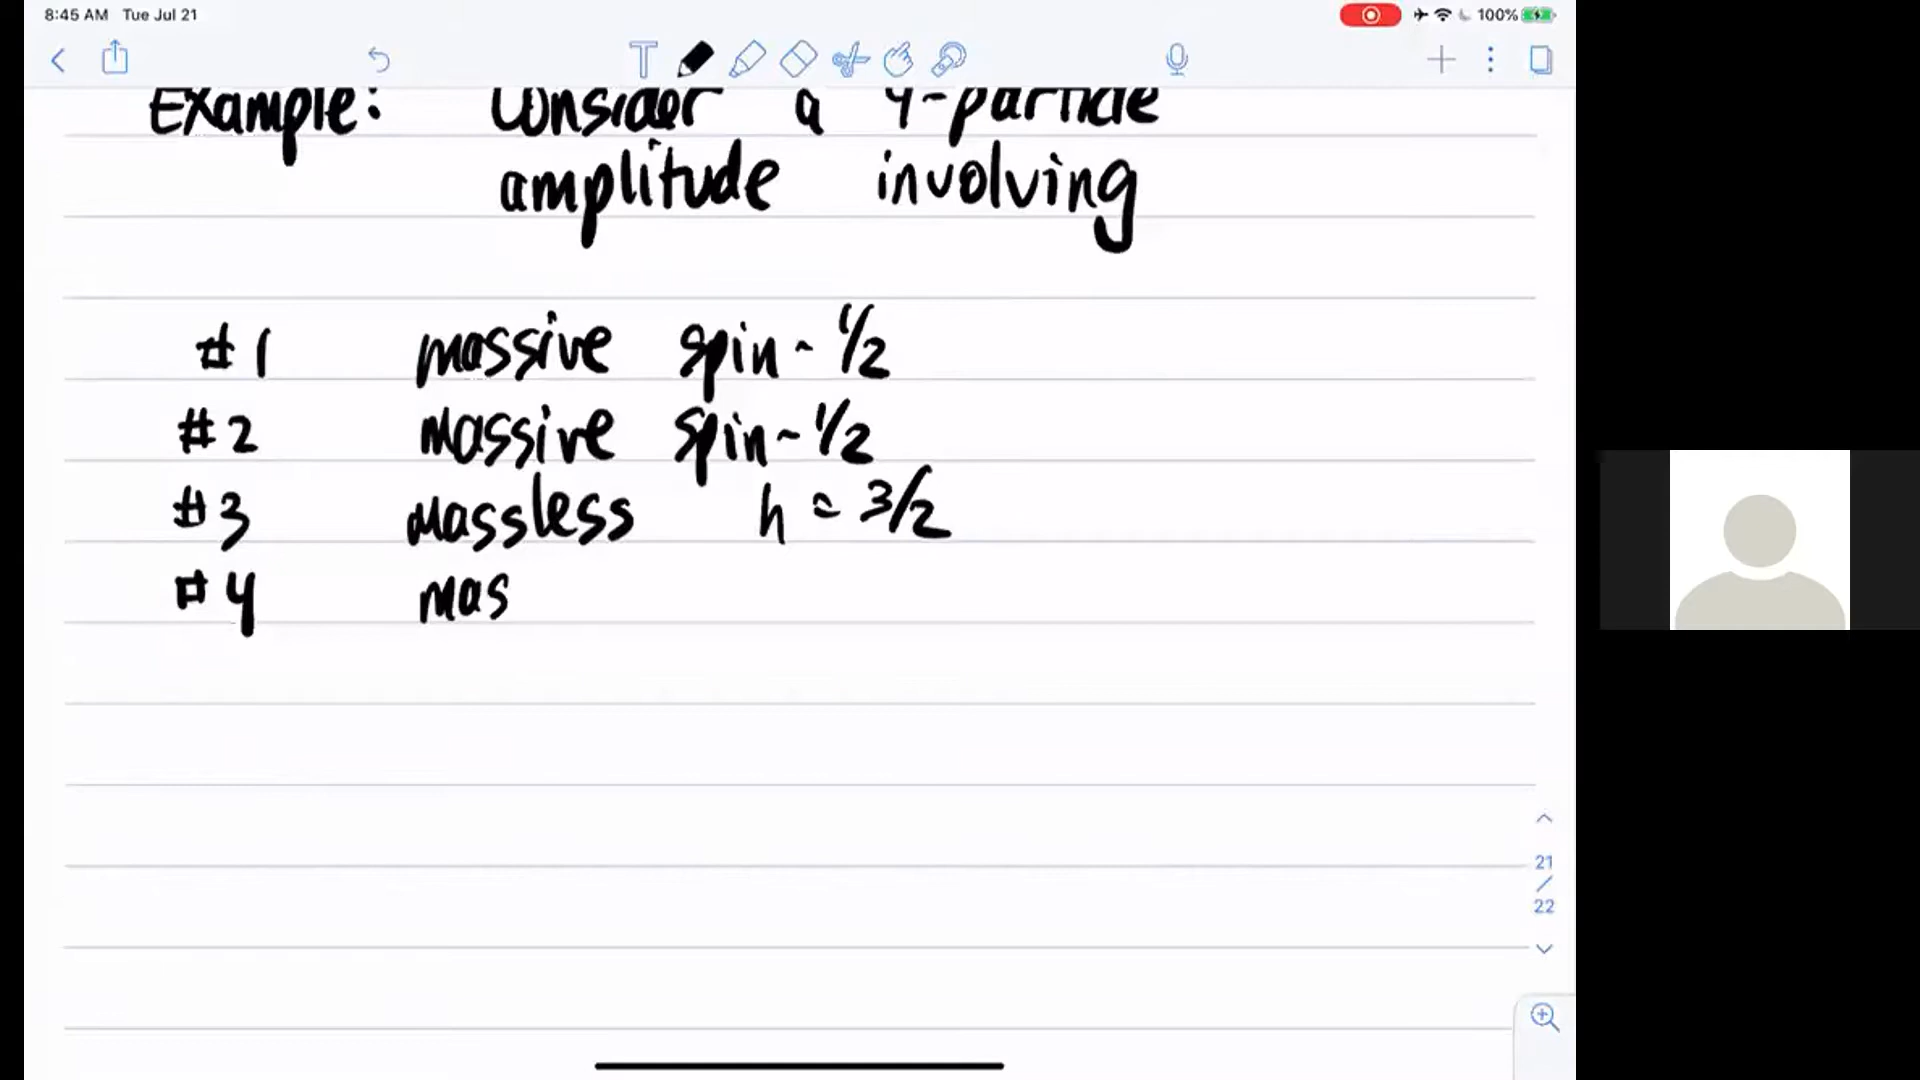 8:45 AM Tue Jul 21
100%
Example: Consider a 4-particle
amplitude involving
#1 massive spin-1/2
#2 massive spin-1/2
#3 massless h = 3/2
#4 mas
21
/
22